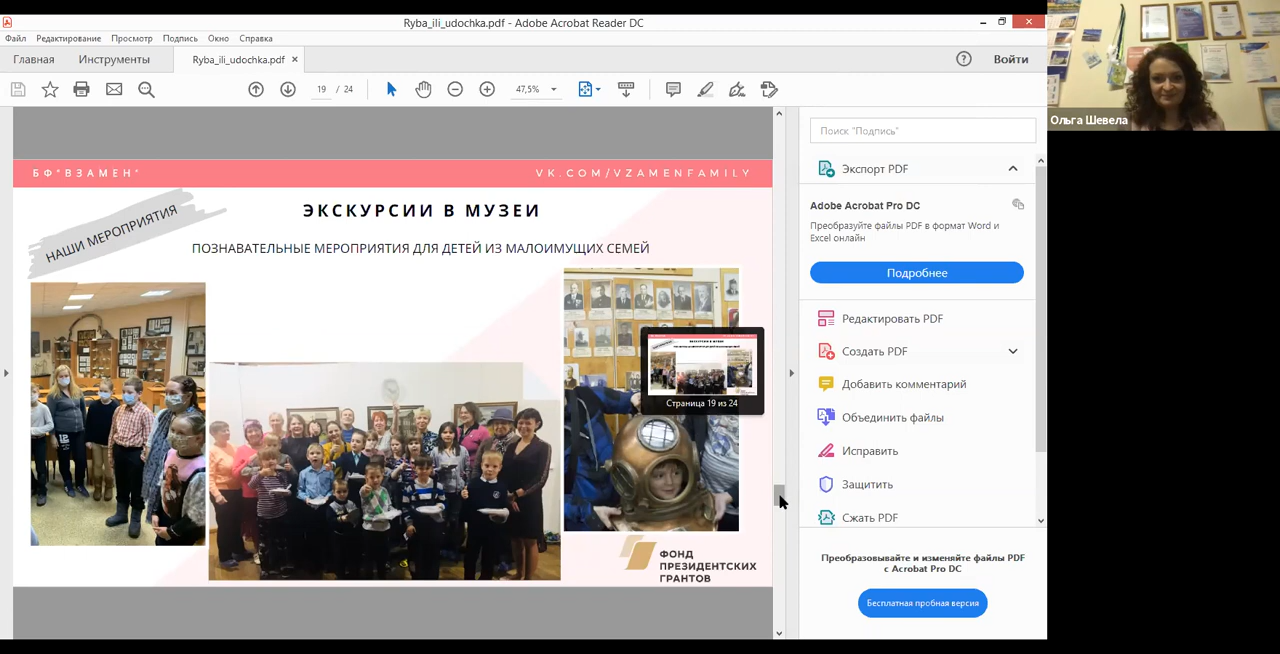 Ryba_ili_udochka.pdf - Adobe Acrobat Reader DC
Файл Редактирование Просмотр Подпись Окно Справка
Главная Инструменты Ryba_ili_udochka.pdf × Войти
19 / 24 47,5%
Ольга Шевела
БФ"ВЗАМЕН" VK.COM/VZAMENFAMILY
НАШИ МЕРОПРИЯТИЯ
ЭКСКУРСИИ В МУЗЕИ
ПОЗНАВАТЕЛЬНЫЕ МЕРОПРИЯТИЯ ДЛЯ ДЕТЕЙ ИЗ МАЛОИМУЩИХ СЕМЕЙ
Страница 19 из 24
ФОНД
ПРЕЗИДЕНТСКИХ
ГРАНТОВ
Поиск "Подпись"
Экспорт PDF
Adobe Acrobat Pro DC
Преобразуйте файлы PDF в формат Word и
Excel онлайн
Подробнее
Редактировать PDF
Создать PDF
Добавить комментарий
Объединить файлы
Исправить
Защитить
Сжать PDF
Преобразовывайте и изменяйте файлы PDF
с Acrobat Pro DC
Бесплатная пробная версия